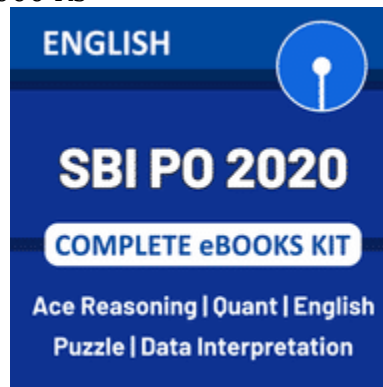 ENGLISH
SBI PO 2020
COMPLETE eBOOKS KIT
Ace Reasoning | Quant | English
Puzzle | Data Interpretation